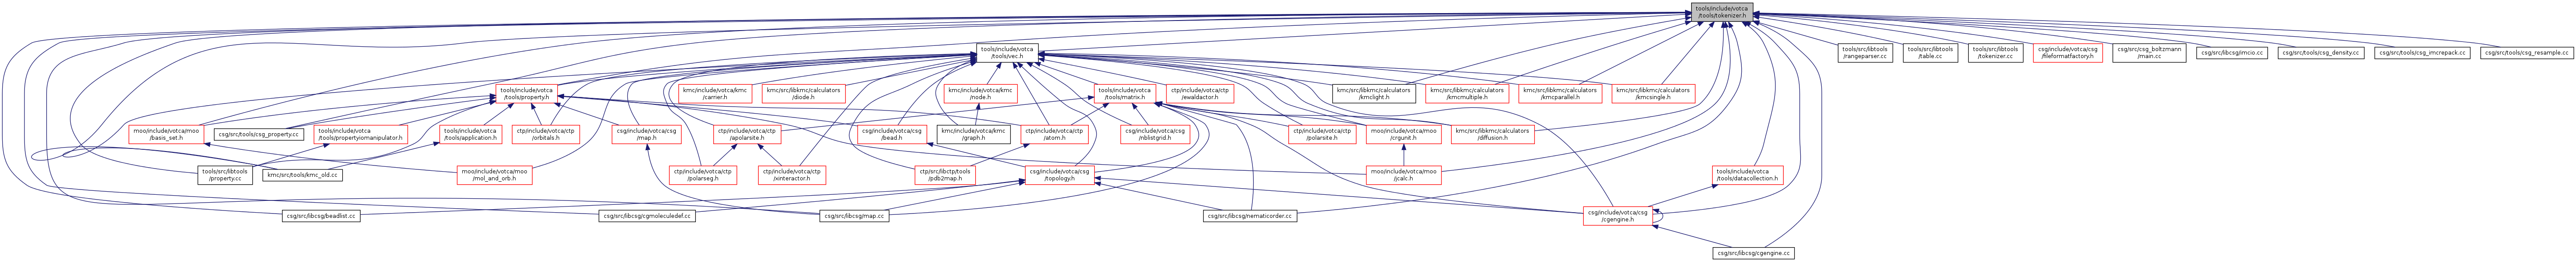 tools/include/votca
/tools/tokenizer.h
tools/include/votca
/tools/vec.h
tools/src/libtools
/rangeparser.cc
tools/src/libtools
/table.cc
tools/src/libtools
/tokenizer.cc
csg/include/votca/csg
/fileformatfactory.h
csg/src/csg_boltzmann
/main.cc
csg/src/libcsg/imcio.cc
csg/src/tools/csg_density.cc
csg/src/tools/csg_imcrepack.cc
csg/src/tools/csg_resample.cc
tools/include/votca
/tools/property.h
kmc/include/votca/kmc
/carrier.h
kmc/src/libkmc/calculators
/diode.h
kmc/include/votca/kmc
/node.h
tools/include/votca
/tools/matrix.h
ctp/include/votca/ctp
/ewaldactor.h
kmc/src/libkmc/calculators
/kmclight.h
kmc/src/libkmc/calculators
/kmcmultiple.h
kmc/src/libkmc/calculators
/kmcparallel.h
kmc/src/libkmc/calculators
/kmcsingle.h
moo/include/votca/moo
/basis_set.h
csg/src/tools/csg_property.cc
tools/include/votca
/tools/propertyiomanipulator.h
tools/include/votca
/tools/application.h
ctp/include/votca/ctp
/orbitals.h
csg/include/votca/csg
/map.h
ctp/include/votca/ctp
/apolarsite.h
csg/include/votca/csg
/bead.h
kmc/include/votca/kmc
/graph.h
ctp/include/votca/ctp
/atom.h
csg/include/votca/csg
/nblistgrid.h
ctp/include/votca/ctp
/polarsite.h
moo/include/votca/moo
/crgunit.h
kmc/src/libkmc/calculators
/diffusion.h
tools/src/libtools
/property.cc
kmc/src/tools/kmc_old.cc
moo/include/votca/moo
/mol_and_orb.h
ctp/include/votca/ctp
/polarseg.h
ctp/include/votca/ctp
/xinteractor.h
ctp/src/libctp/tools
/pdb2map.h
csg/include/votca/csg
/topology.h
moo/include/votca/moo
/jcalc.h
tools/include/votca
/tools/datacollection.h
csg/src/libcsg/beadlist.cc
csg/src/libcsg/cgmoleculedef.cc
csg/src/libcsg/map.cc
csg/src/libcsg/nematicorder.cc
csg/include/votca/csg
/cgengine.h
csg/src/libcsg/cgengine.cc